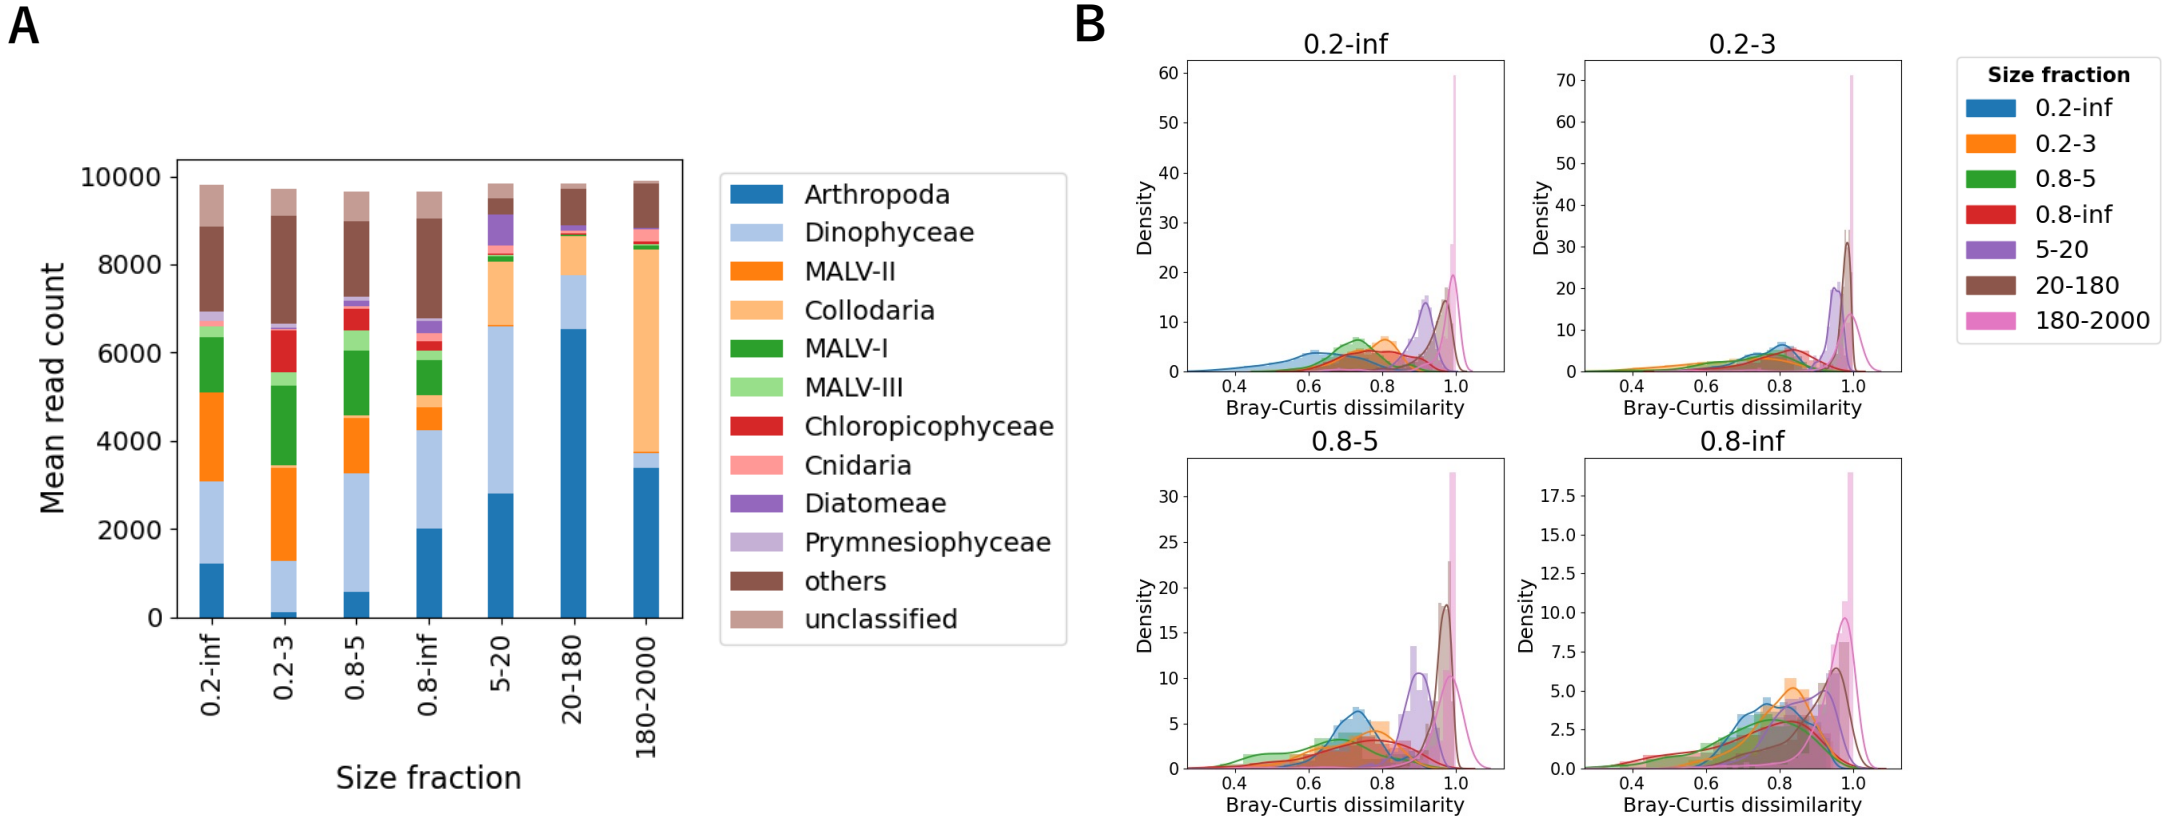 A
10000
8000
6000
4000
2000
0
Mean read count
0.2-inf
0.2-3
0.8-5
0.8-inf
5-20
20-180
180-2000
Size fraction
Arthropoda
Dinophyceae
MALV-II
Collodaria
MALV-I
MALV-III
Chloropicophyceae
Cnidaria
Diatomeae
Prymnesiophyceae
others
unclassified
B
0.2-inf
60
50
40
30
20
10
0
Density
0.4 0.6 0.8 1.0
Bray-Curtis dissimilarity
0.2-3
70
60
50
40
30
20
10
0
Density
0.4 0.6 0.8 1.0
Bray-Curtis dissimilarity
0.8-5
30
25
20
15
10
5
0
Density
0.4 0.6 0.8 1.0
Bray-Curtis dissimilarity
0.8-inf
17.5
15.0
12.5
10.0
7.5
5.0
2.5
0.0
Density
0.4 0.6 0.8 1.0
Bray-Curtis dissimilarity
Size fraction
0.2-inf
0.2-3
0.8-5
0.8-inf
5-20
20-180
180-2000